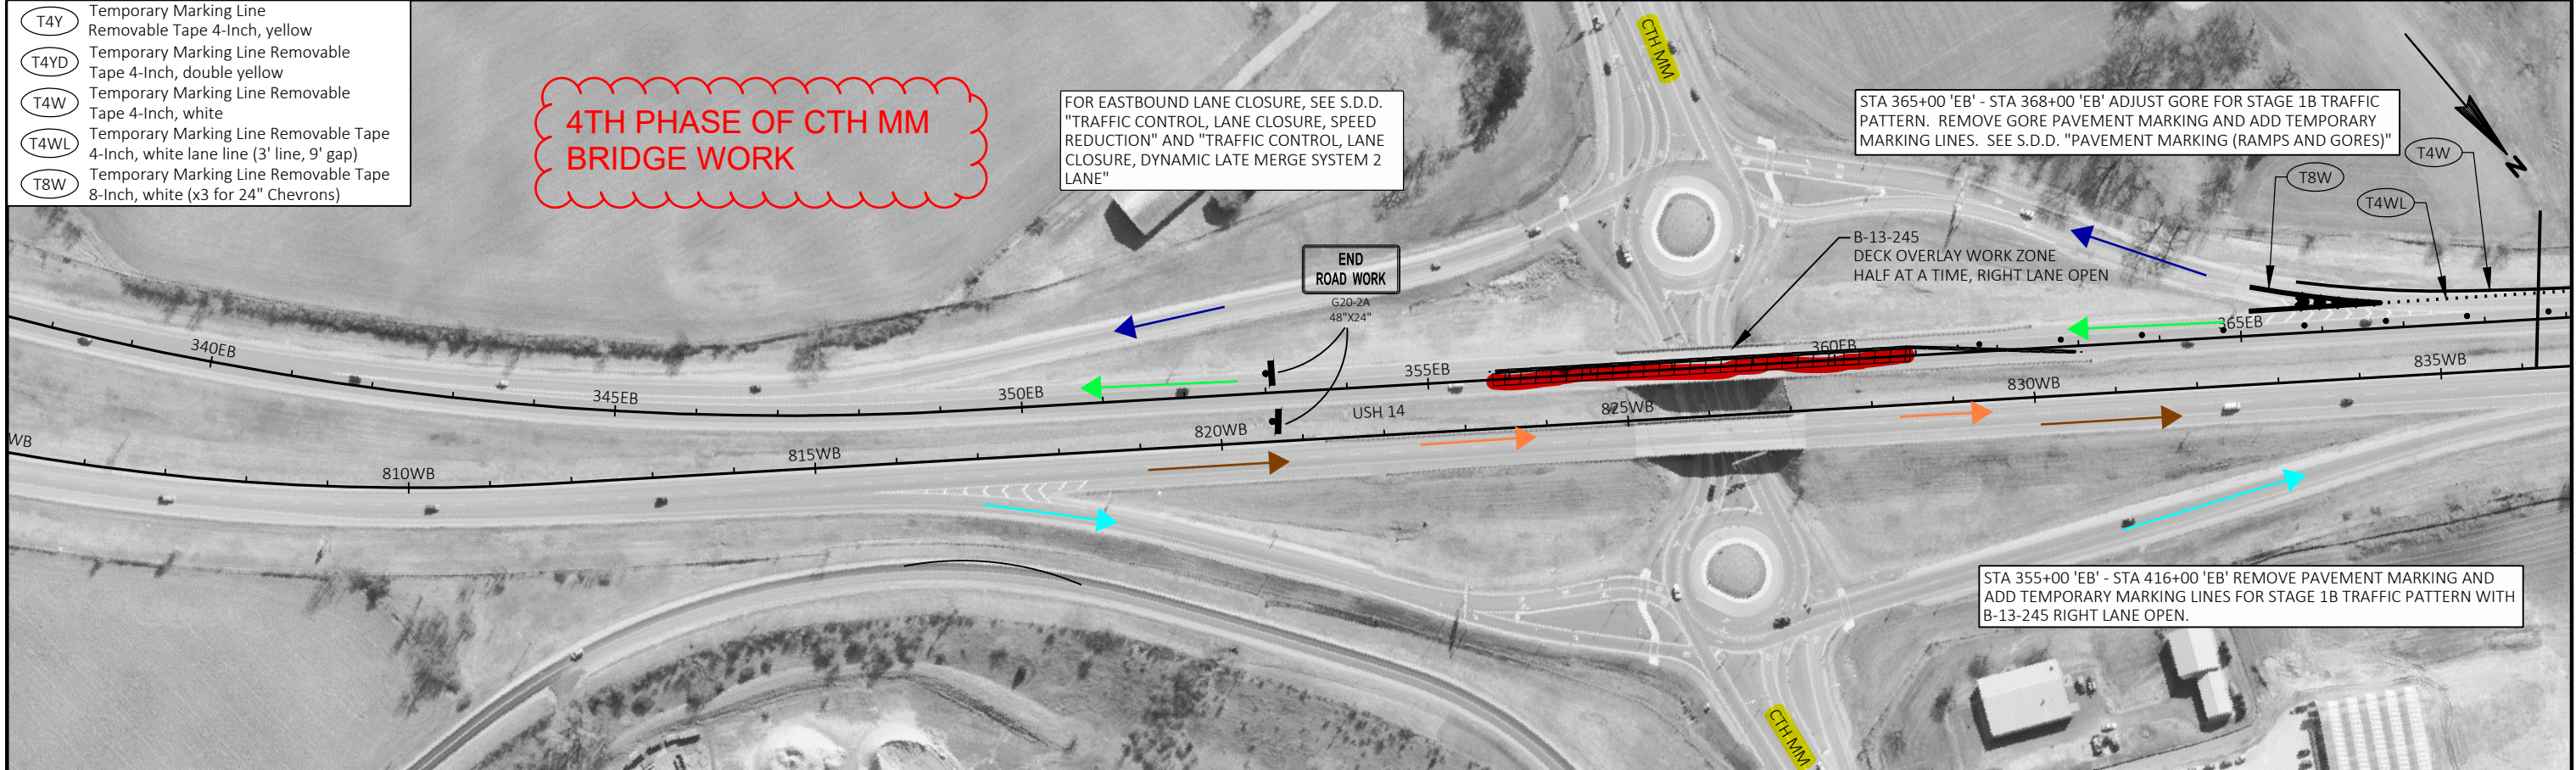 T4Y
Temporary Marking Line
Removable Tape 4-Inch, yellow
T4YD
Temporary Marking Line Removable
Tape 4-Inch, double yellow
T4W
Temporary Marking Line Removable
Tape 4-Inch, white
T4WL
Temporary Marking Line Removable Tape
4-Inch, white lane line (3' line, 9' gap)
T8W
Temporary Marking Line Removable Tape
8-Inch, white (x3 for 24" Chevrons)
4TH PHASE OF CTH MM
BRIDGE WORK
FOR EASTBOUND LANE CLOSURE, SEE S.D.D.
"TRAFFIC CONTROL, LANE CLOSURE, SPEED
REDUCTION" AND "TRAFFIC CONTROL, LANE
CLOSURE, DYNAMIC LATE MERGE SYSTEM 2
LANE"
CTH MM
STA 365+00 'EB' - STA 368+00 'EB' ADJUST GORE FOR STAGE 1B TRAFFIC
PATTERN. REMOVE GORE PAVEMENT MARKING AND ADD TEMPORARY
MARKING LINES. SEE S.D.D. "PAVEMENT MARKING (RAMPS AND GORES)"
T4W
T8W
T4WL
N
END
ROAD WORK
G20-2A
48"X24"
B-13-245
DECK OVERLAY WORK ZONE
HALF AT A TIME, RIGHT LANE OPEN
340EB
345EB
350EB
355EB
360EB
365EB
USH 14
WB
810WB
815WB
820WB
825WB
830WB
835WB
STA 355+00 'EB' - STA 416+00 'EB' REMOVE PAVEMENT MARKING AND
ADD TEMPORARY MARKING LINES FOR STAGE 1B TRAFFIC PATTERN WITH
B-13-245 RIGHT LANE OPEN.
CTH MM